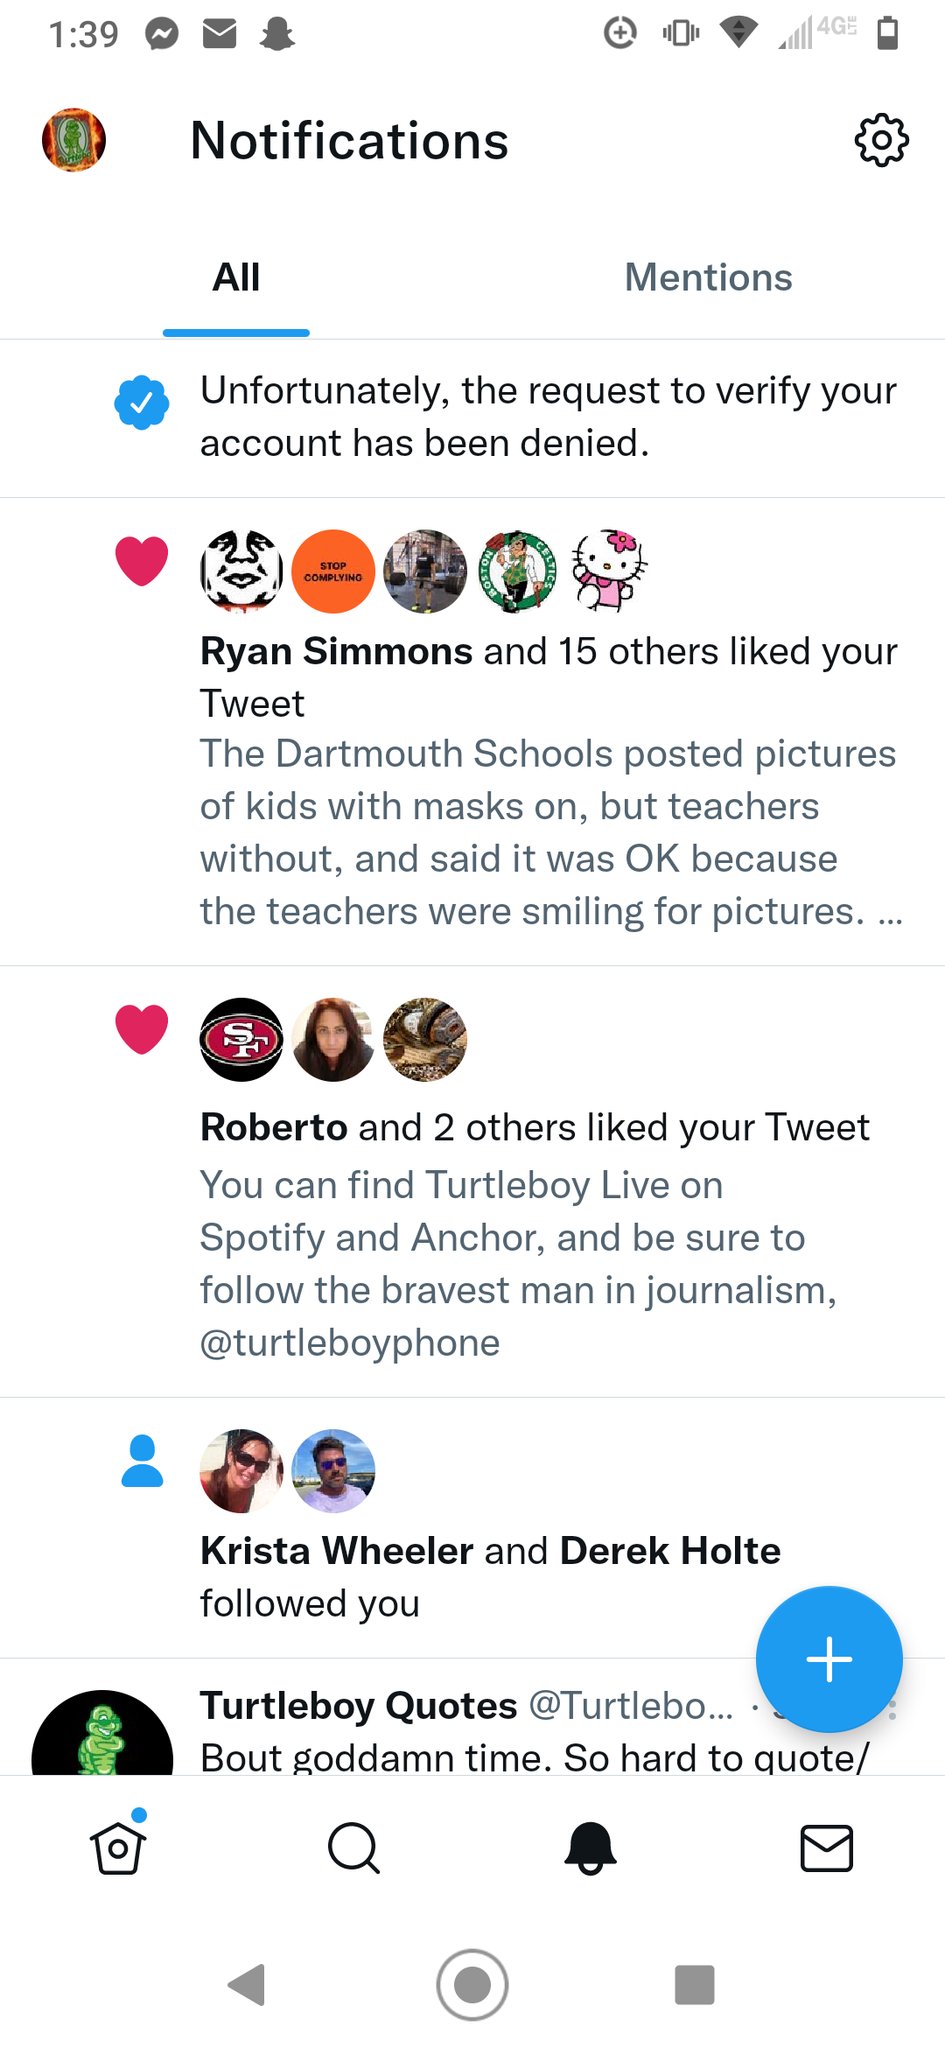 1:39
4GLTE
Notifications
All
Mentions
Unfortunately, the request to verify your
account has been denied.
STOP
COMPLYING
BOSTON CELTICS
Ryan Simmons and 15 others liked your
Tweet
The Dartmouth Schools posted pictures
of kids with masks on, but teachers
without, and said it was OK because
the teachers were smiling for pictures. ...
SF
Roberto and 2 others liked your Tweet
You can find Turtleboy Live on
Spotify and Anchor, and be sure to
follow the bravest man in journalism,
@turtleboyphone
Krista Wheeler and Derek Holte
followed you
Turtleboy Quotes @Turtlebo... ·
Bout goddamn time. So hard to quote/